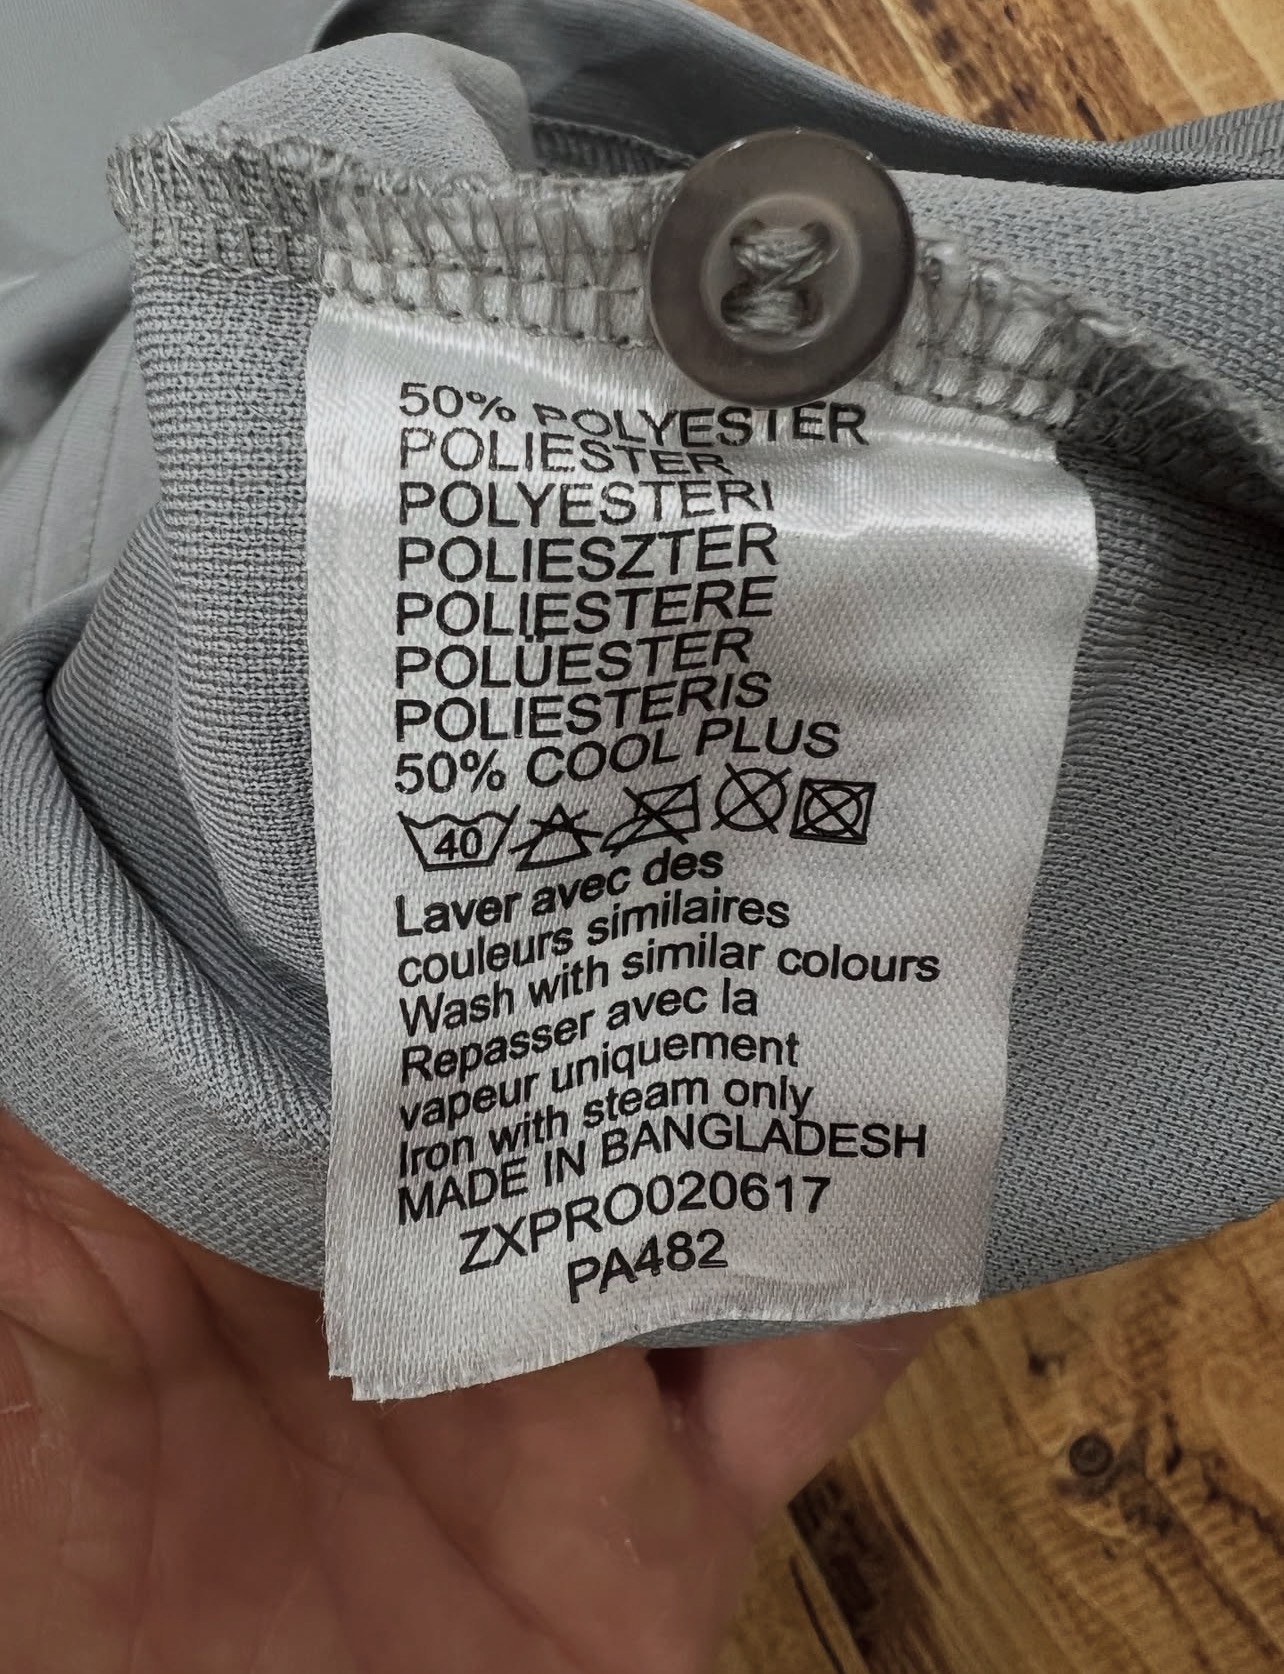 50% POLYESTER
POLIESTER
POLYESTERI
POLIESZTER
POLIESTERE
POLÜESTER
POLIESTERIS
50% COOL PLUS
40
Laver avec des
couleurs similaires
Wash with similar colours
Repasser avec la
vapeur uniquement
Iron with steam only
MADE IN BANGLADESH
ZXPRO020617
PA482